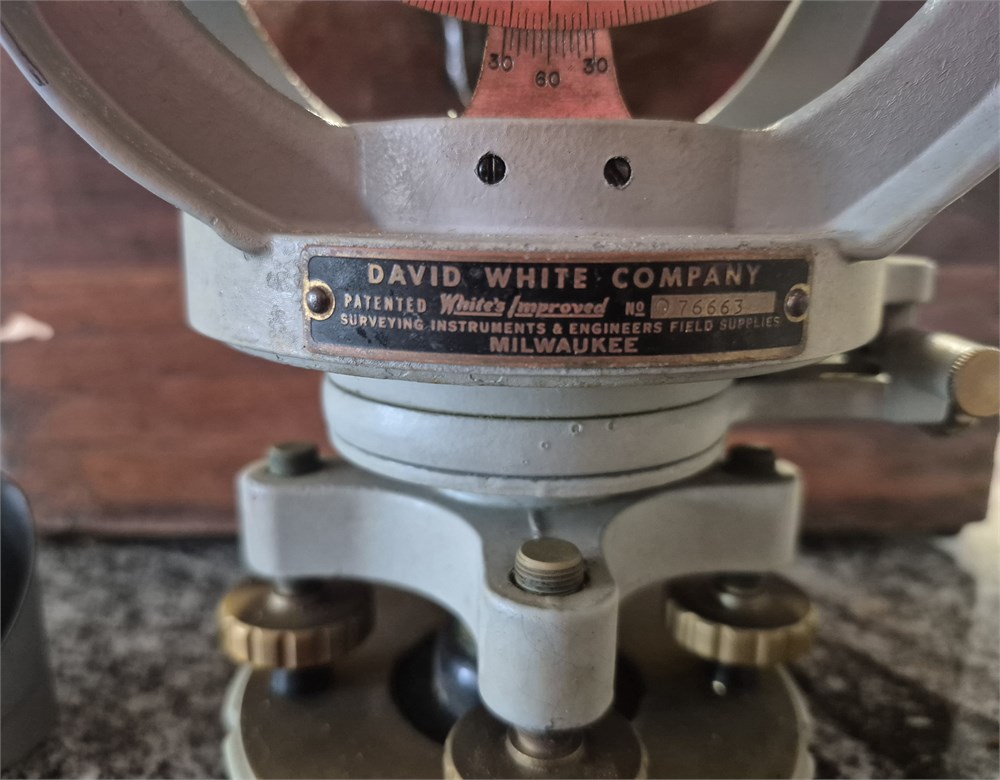 30 60 30
DAVID WHITE COMPANY
PATENTED White's Improved No 76663
SURVEYING INSTRUMENTS & ENGINEERS FIELD SUPPLIES
MILWAUKEE